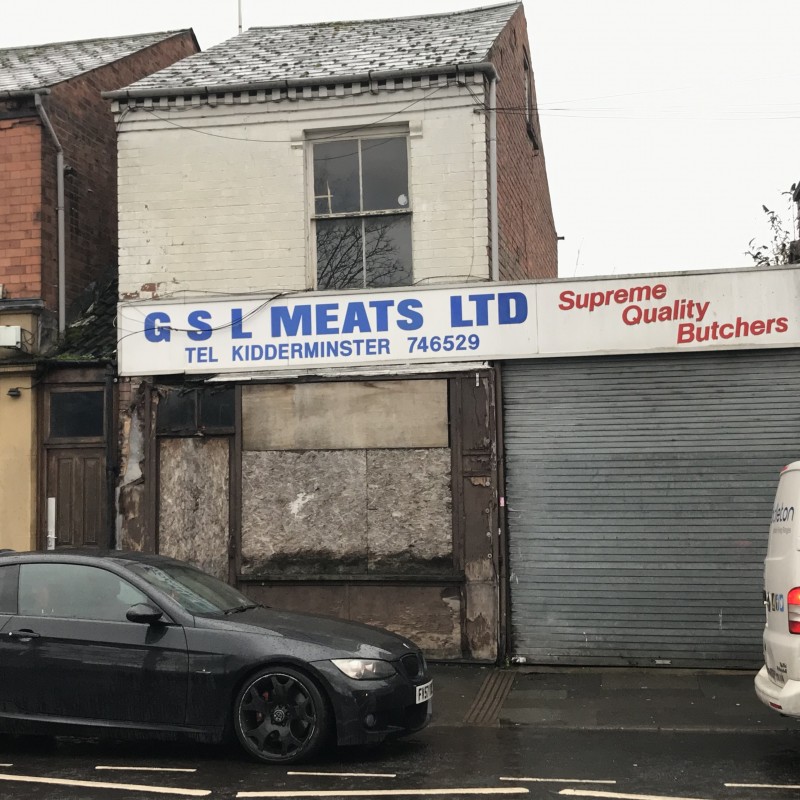 G S L MEATS LTD
TEL KIDDERMINSTER 746529
Supreme
Quality
Butchers